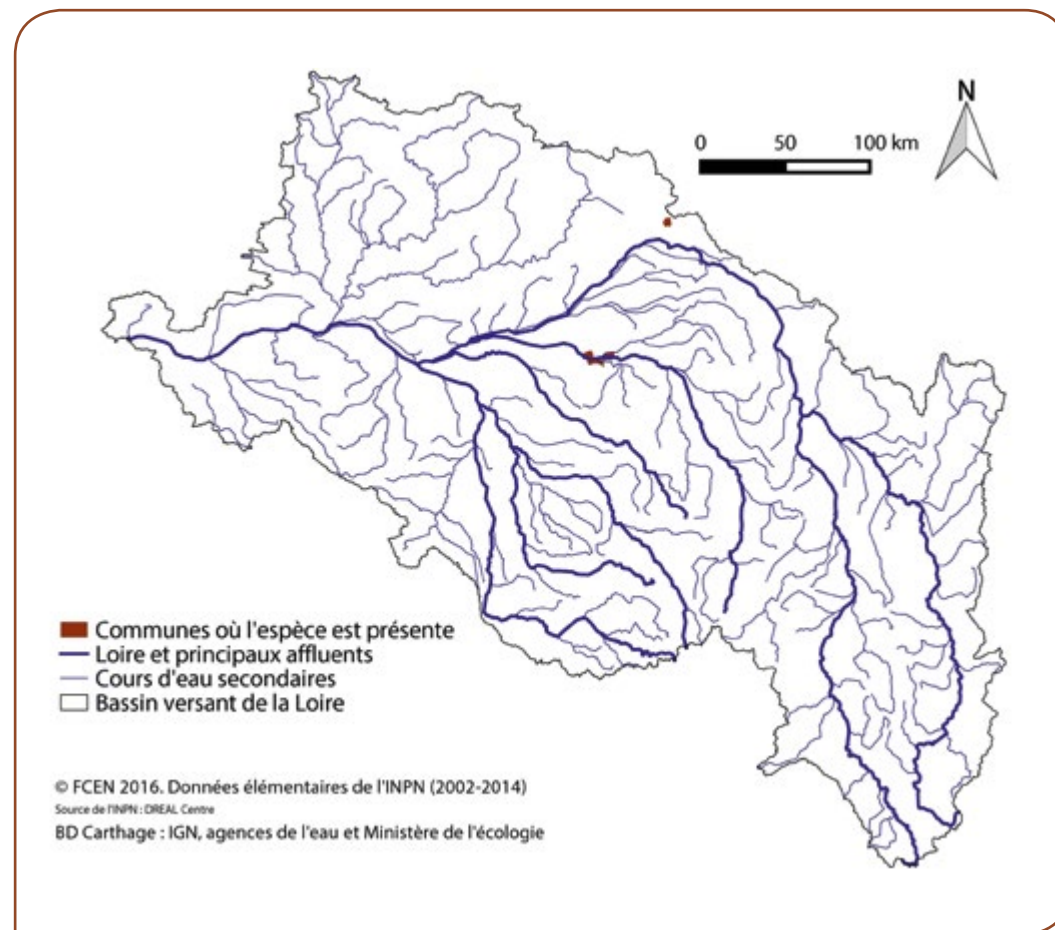 N
0 50 100 km
Communes où l'espèce est présente
Loire et principaux affluents
Cours d'eau secondaires
Bassin versant de la Loire
© FCEN 2016. Données élémentaires de l'INPN (2002-2014)
Source de l'INPN : DREAL Centre
BD Carthage : IGN, agences de l'eau et Ministère de l'écologie